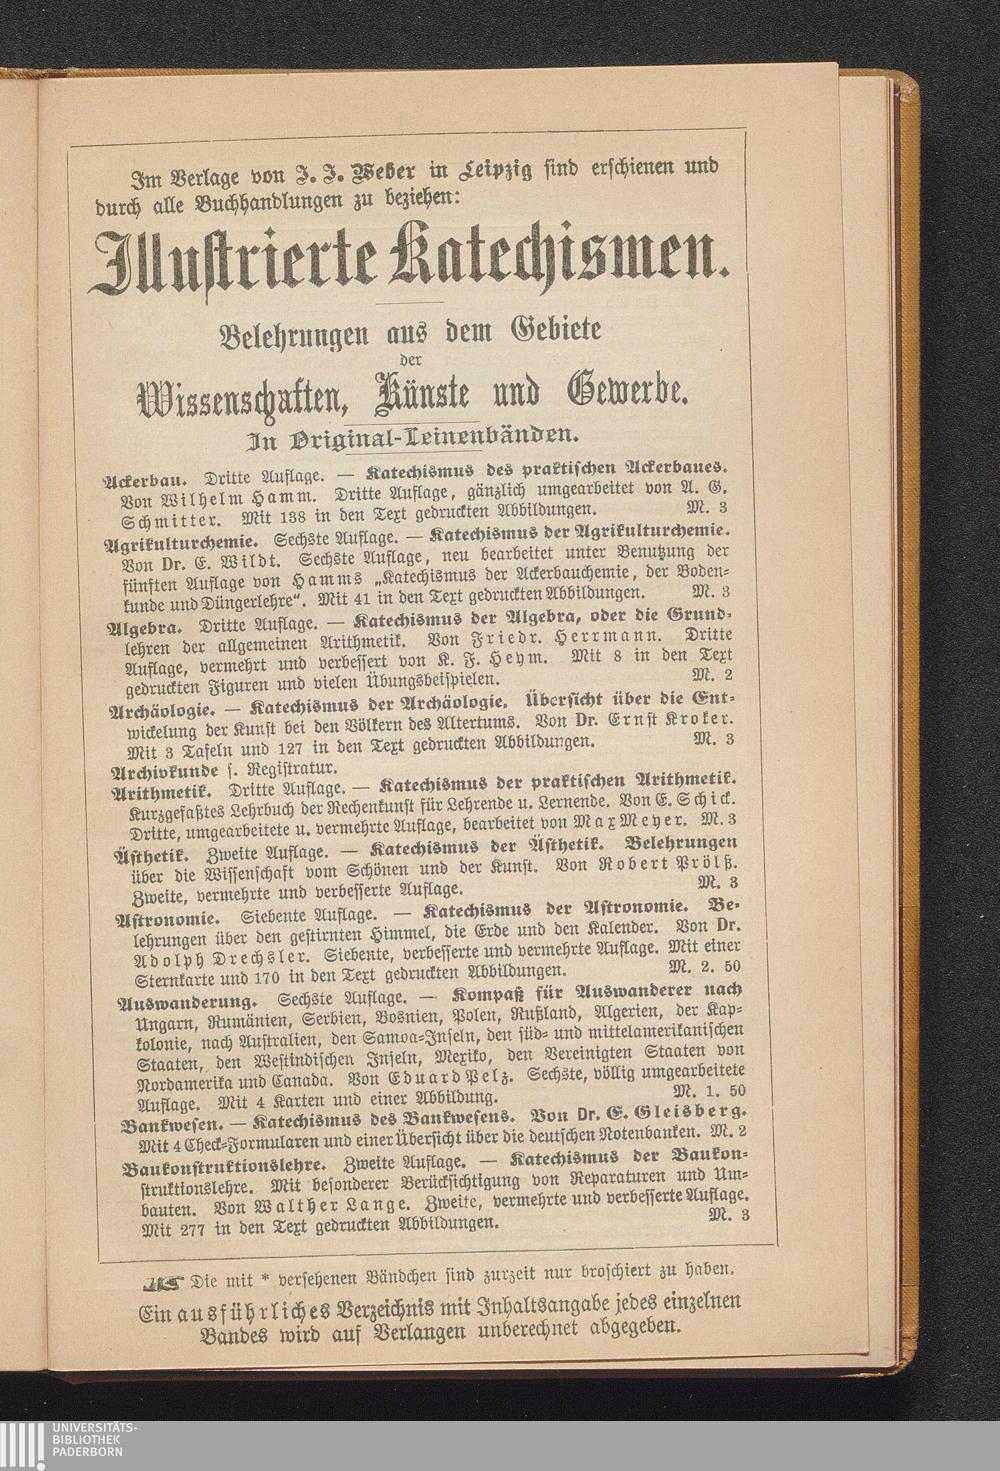 Im Verlage von J. J. Weber in Leipzig sind erschienen und
durch alle Buchhandlungen zu beziehen:
Illustrierte Katechismen.
Belehrungen aus dem Gebiete
der
Wissenschaften, Künste und Gewerbe.
In Original-Leinenbänden.
Ackerbau. Dritte Auflage. — Katechismus des praktischen Ackerbaues.
Von Wilhelm Hamm. Dritte Auflage, gänzlich umgearbeitet von A. G.
Schmitter. Mit 138 in den Text gedruckten Abbildungen. M. 3
Agrikulturchemie. Sechste Auflage. — Katechismus der Agrikulturchemie.
Von Dr. E. Wildt. Sechste Auflage, neu bearbeitet unter Benutzung der
fünften Auflage von Hamms „Katechismus der Ackerbauchemie, der Boden-
kunde und Düngerlehre“. Mit 41 in den Text gedruckten Abbildungen. M. 3
Algebra. Dritte Auflage. — Katechismus der Algebra, oder die Grund-
lehren der allgemeinen Arithmetik. Von Friedr. Herrmann. Dritte
Auflage, vermehrt und verbessert von K. F. Heym. Mit 8 in den Text
gedruckten Figuren und vielen Übungsbeispielen. M. 2
Archäologie. — Katechismus der Archäologie. Übersicht über die Ent-
wickelung der Kunst bei den Völkern des Altertums. Von Dr. Ernst Kroker.
Mit 3 Tafeln und 127 in den Text gedruckten Abbildungen. M. 3
Archivkunde s. Registratur.
Arithmetik. Dritte Auflage. — Katechismus der praktischen Arithmetik.
Kurzgefaßtes Lehrbuch der Rechenkunst für Lehrende u. Lernende. Von E. Schick.
Dritte, umgearbeitete u. vermehrte Auflage, bearbeitet von Max Meyer. M. 3
Ästhetik. Zweite Auflage. — Katechismus der Ästhetik. Belehrungen
über die Wissenschaft vom Schönen und der Kunst. Von Robert Prölß.
Zweite, vermehrte und verbesserte Auflage. M. 3
Astronomie. Siebente Auflage. — Katechismus der Astronomie. Be-
lehrungen über den gestirnten Himmel, die Erde und den Kalender. Von Dr.
Adolph Drechsler. Siebente, verbesserte und vermehrte Auflage. Mit einer
Sternkarte und 170 in den Text gedruckten Abbildungen. M. 2. 50
Auswanderung. Sechste Auflage. — Kompaß für Auswanderer nach
Ungarn, Rumänien, Serbien, Bosnien, Polen, Rußland, Algerien, der Kap-
kolonie, nach Australien, den Samoa-Inseln, den süd- und mittelamerikanischen
Staaten, den Westindischen Inseln, Mexiko, den Vereinigten Staaten von
Nordamerika und Canada. Von Eduard Pelz. Sechste, völlig umgearbeitete
Auflage. Mit 4 Karten und einer Abbildung. M. 1. 50
Bankwesen. — Katechismus des Bankwesens. Von Dr. E. Gleisberg.
Mit 4 Check-Formularen und einer Übersicht über die deutschen Notenbanken. M. 2
Baukonstruktionslehre. Zweite Auflage. — Katechismus der Baukon-
struktionslehre. Mit besonderer Berücksichtigung von Reparaturen und Um-
bauten. Von Walther Lange. Zweite, vermehrte und verbesserte Auflage.
Mit 277 in den Text gedruckten Abbildungen. M. 3
Die mit * versehenen Bändchen sind zurzeit nur broschiert zu haben.
Ein ausführliches Verzeichnis mit Inhaltsangabe jedes einzelnen
Bandes wird auf Verlangen unberechnet abgegeben.
UNIVERSITÄTS-
BIBLIOTHEK
PADERBORN